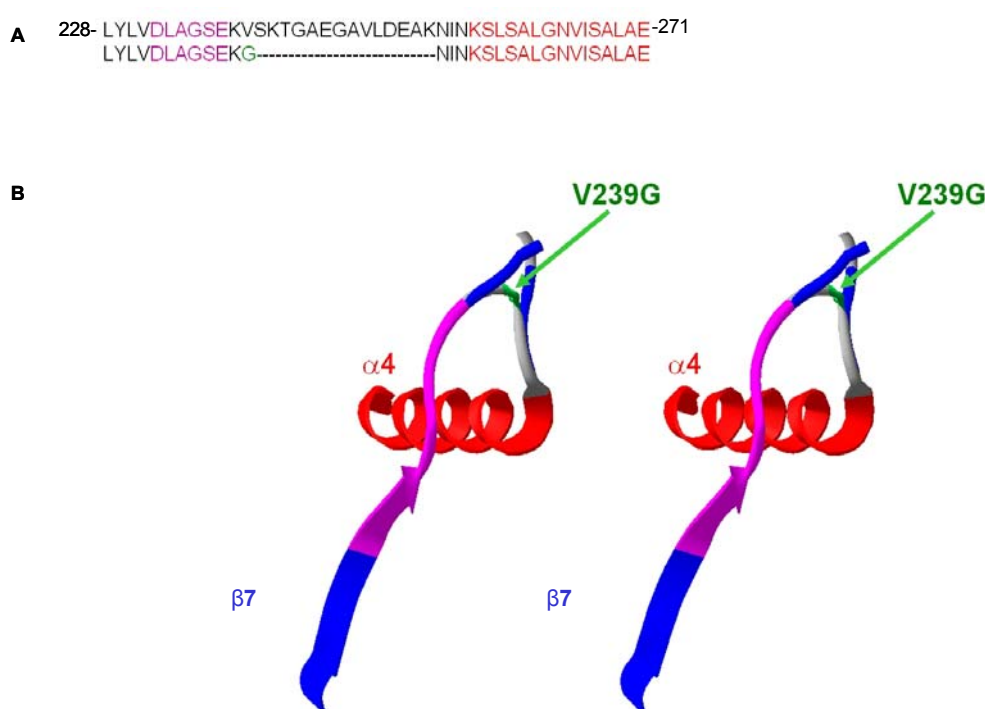 A
228- LYLVDLAGSEKVSKTGAEGAVLDEAKNINKSLSALGNVISALAE -271
LYLVDLAGSEKG------------------------------NINKSLSALGNVISALAE
B
V239G V239G
α4 α4
β7 β7